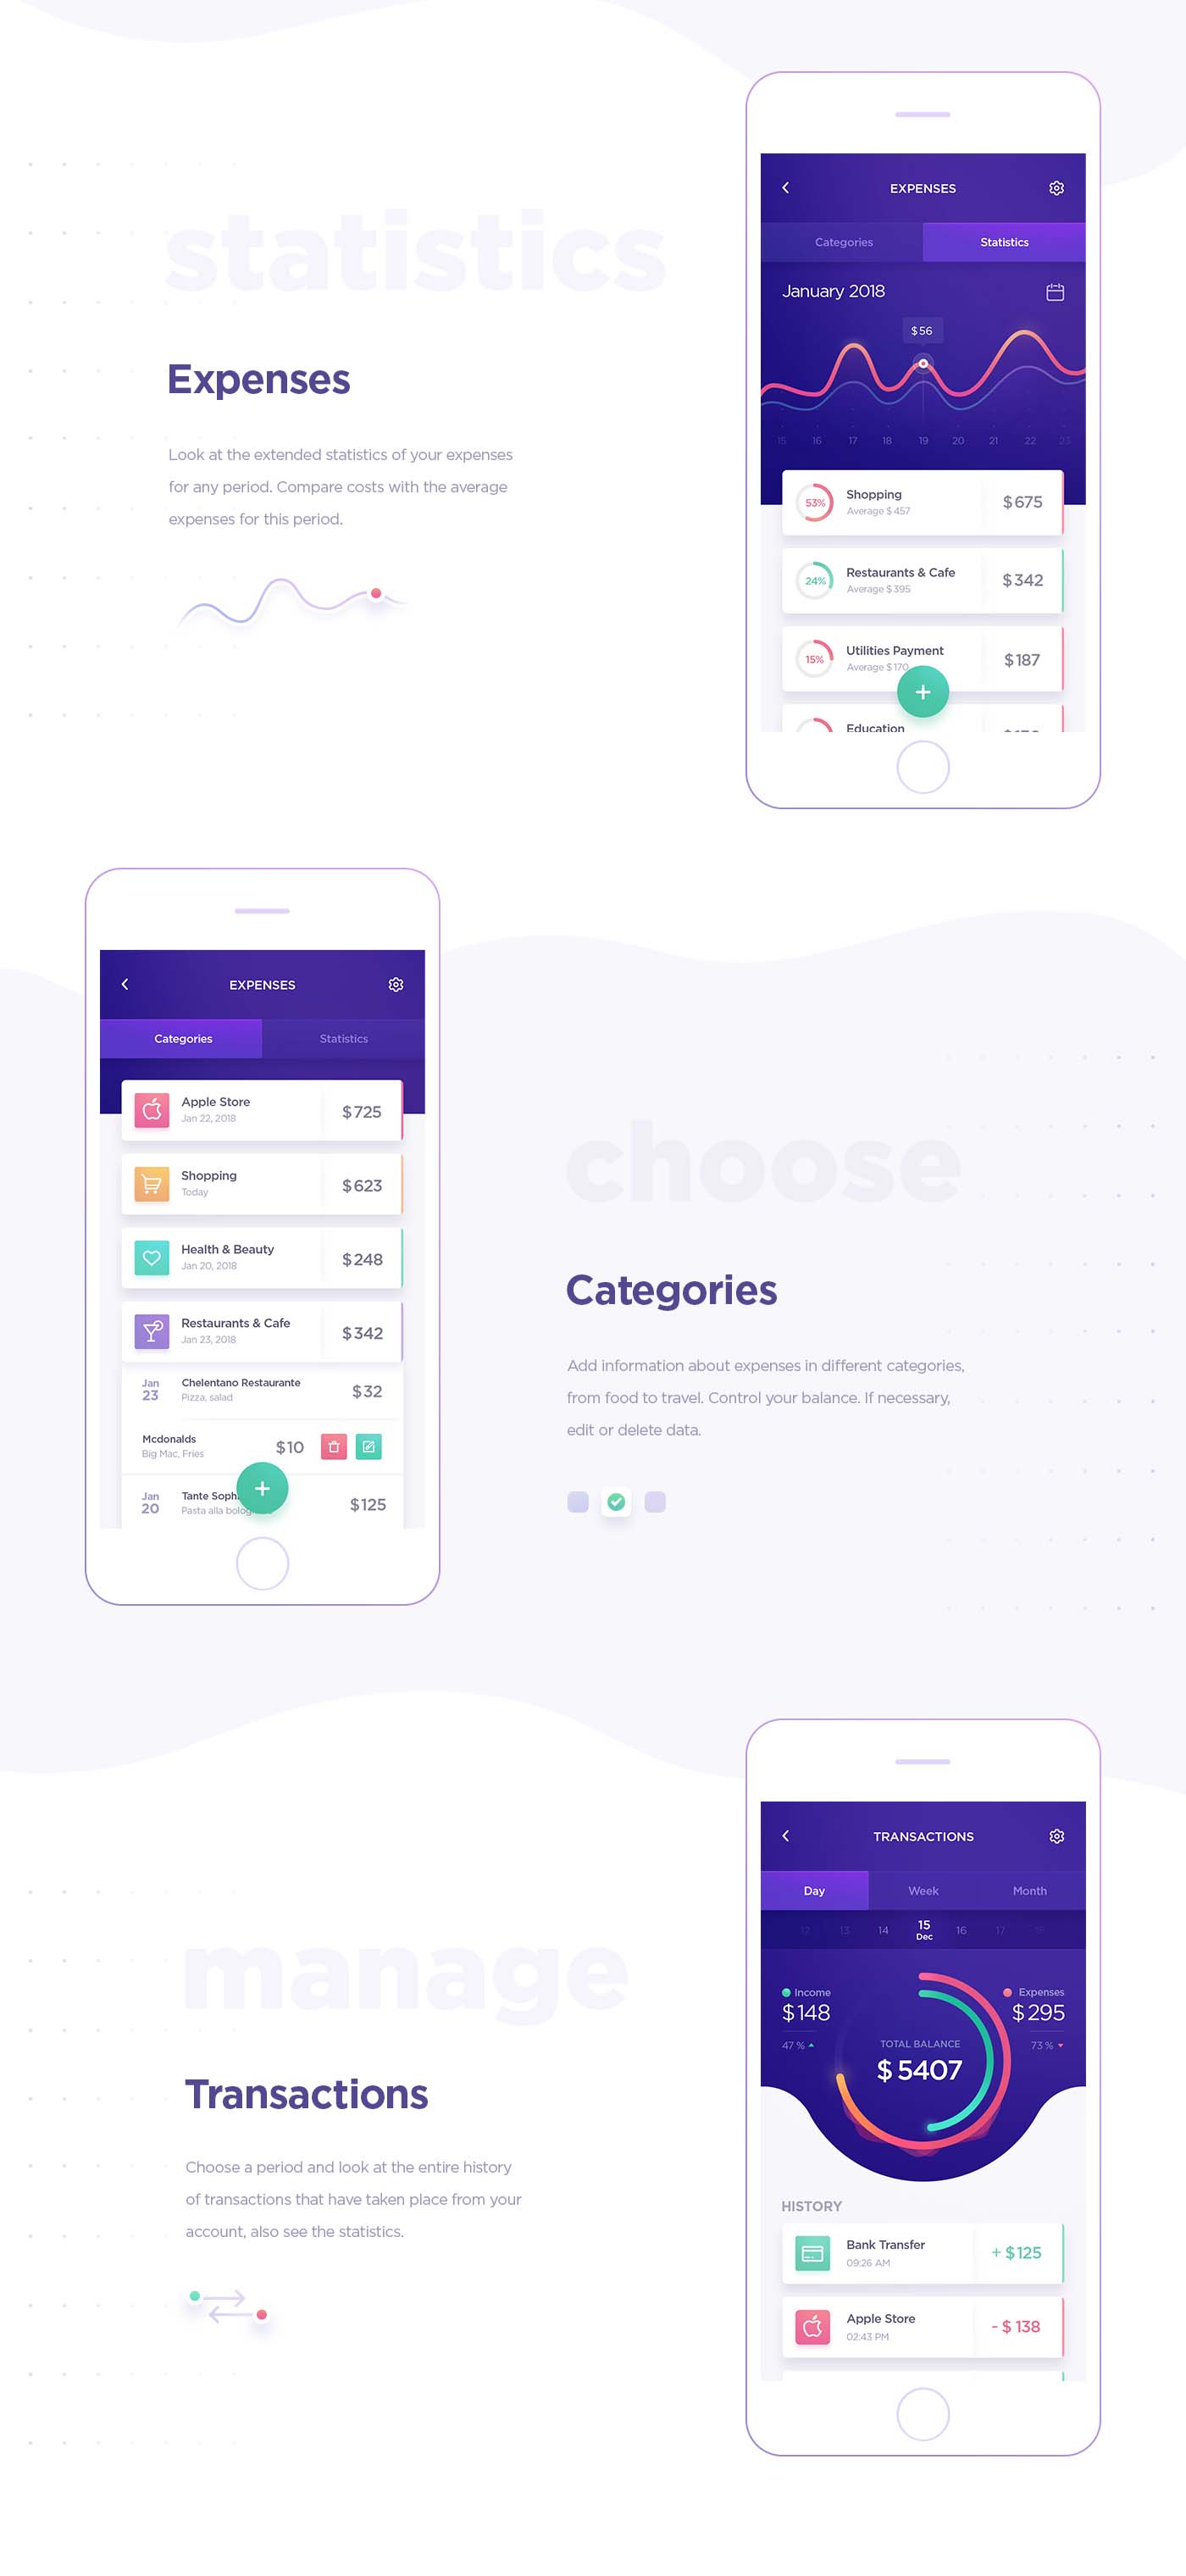 statistics
Expenses
Look at the extended statistics of your expenses
for any period. Compare costs with the average
expenses for this period.
EXPENSES
Categories
Statistics
January 2018
$56
15 16 17 18 19 20 21 22 23
53%
Shopping
Average $457
$675
24%
Restaurants & Cafe
Average $395
$342
15%
Utilities Payment
Average $170
$187
+
Education
EXPENSES
Categories
Statistics
Apple Store
Jan 22, 2018
$725
Shopping
Today
$623
Health & Beauty
Jan 20, 2018
$248
Restaurants & Cafe
Jan 23, 2018
$342
Jan
23
Chelentano Restaurante
Pizza, salad
$32
Mcdonalds
Big Mac, Fries
$10
Jan
20
Tante
Pasta alla
$125
+
choose
Categories
Add information about expenses in different categories,
from food to travel. Control your balance. If necessary,
edit or delete data.
manage
Transactions
Choose a period and look at the entire history
of transactions that have taken place from your
account, also see the statistics.
TRANSACTIONS
Day
Week
Month
12 13 14 15 16 17 18
Dec
Income
$148
47 %
Expenses
$295
73 %
TOTAL BALANCE
$5407
HISTORY
Bank Transfer
09:26 AM
+ $125
Apple Store
02:43 PM
- $ 138